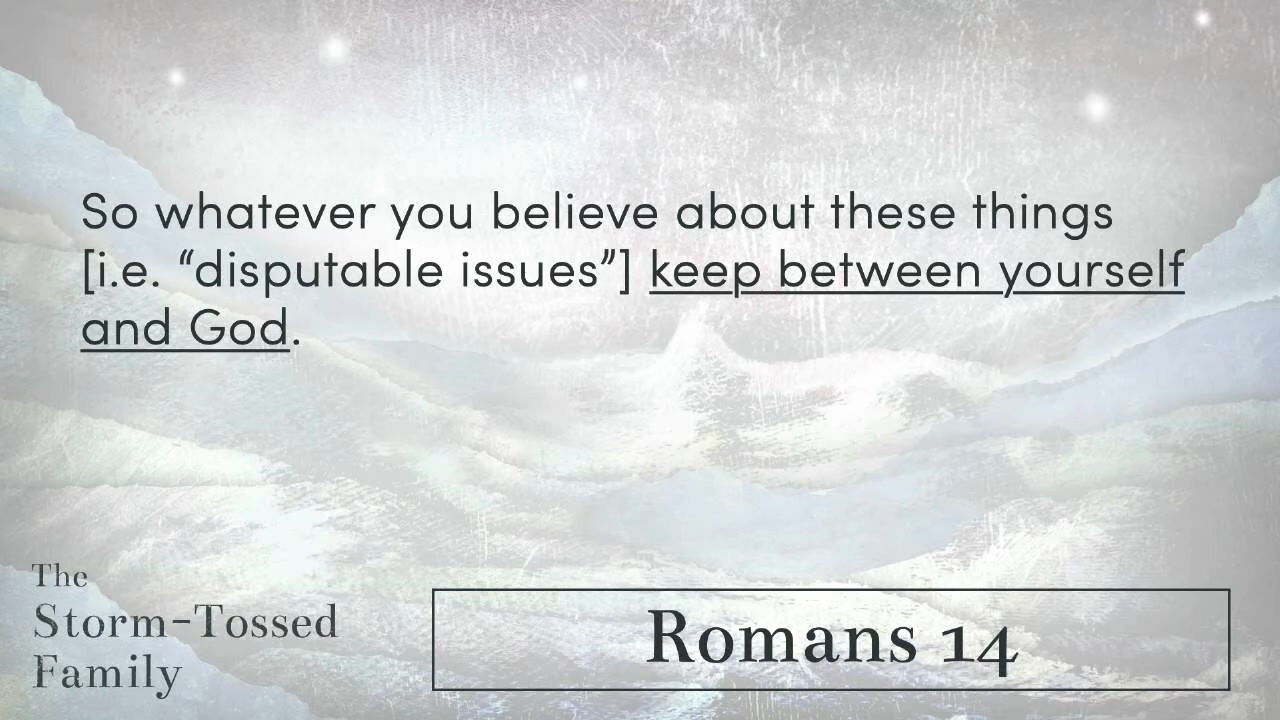 So whatever you believe about these things
[i.e. “disputable issues”] keep between yourself
and God.
The
Storm-Tossed
Family
Romans 14